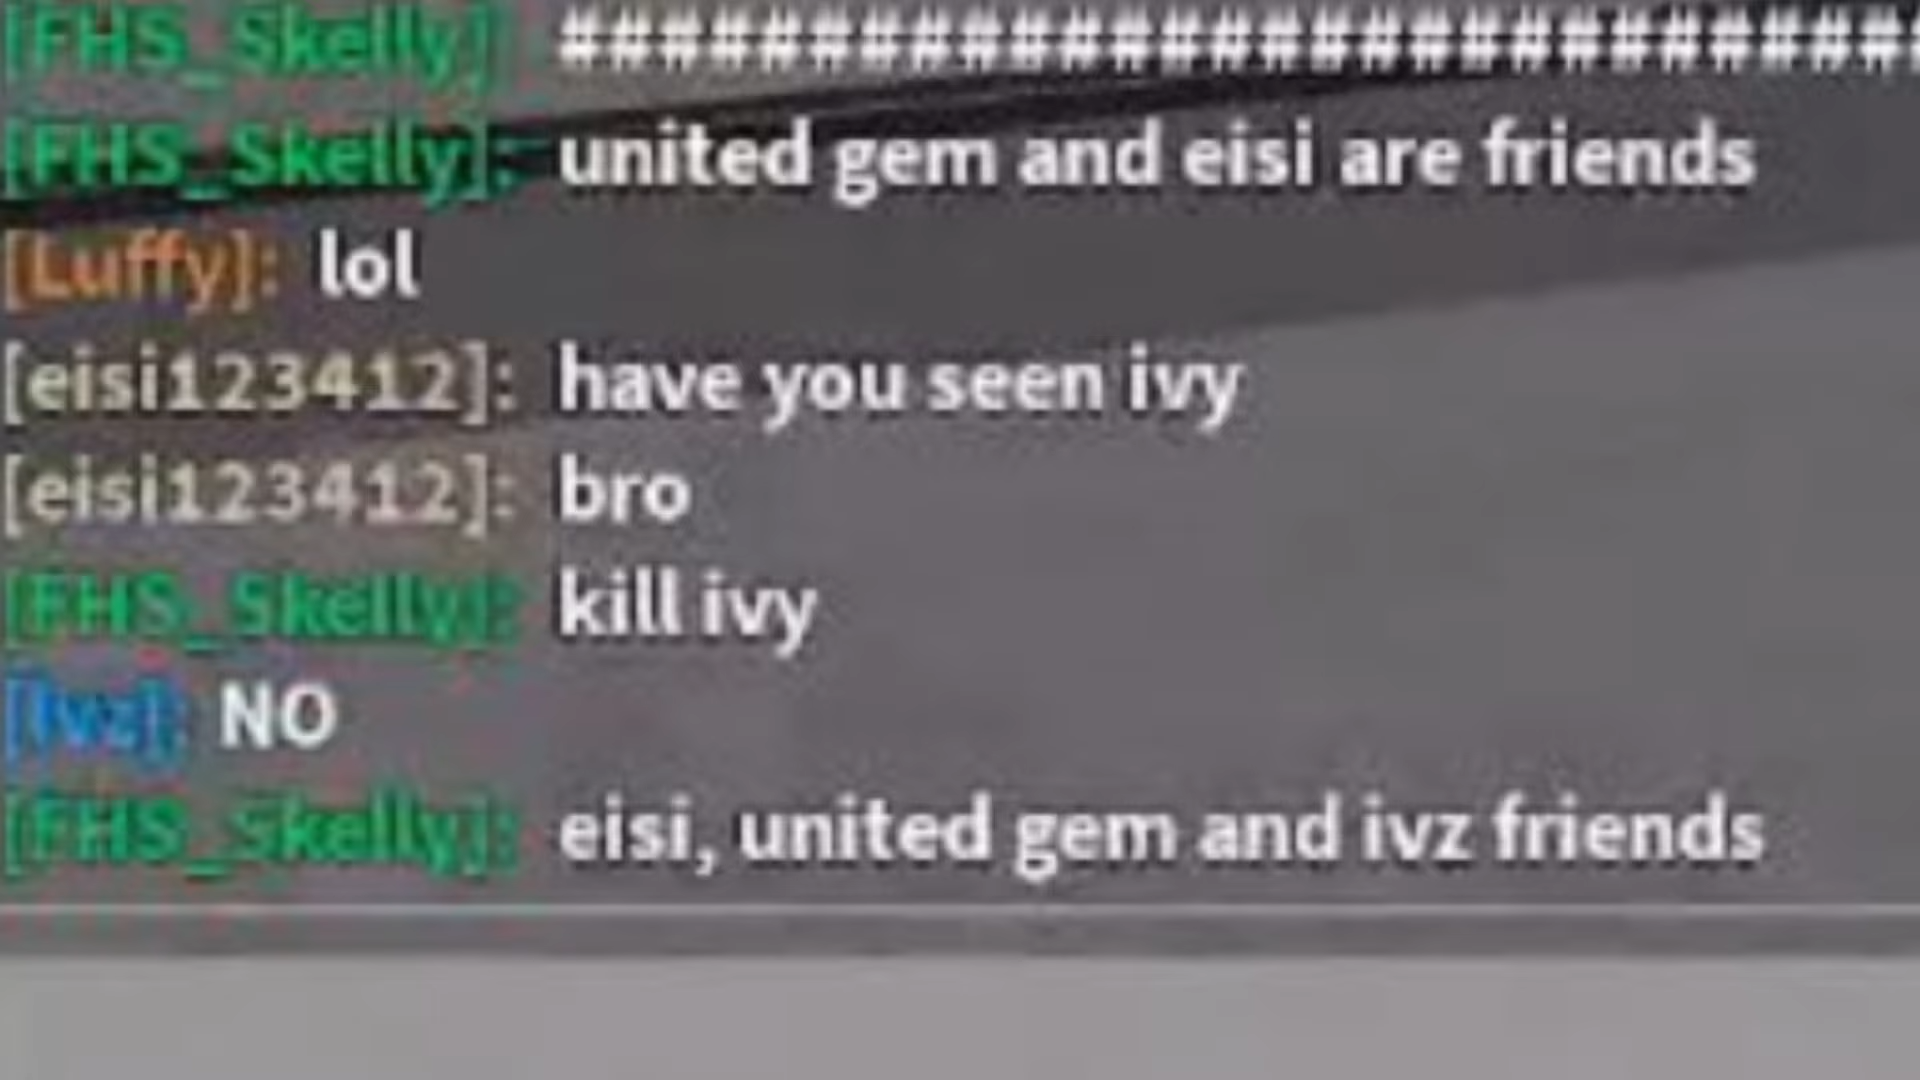 [FHS_Skelly]: ############################
[FHS_Skelly]: united gem and eisi are friends
[Luffy]: lol
[eisi123412]: have you seen ivy
[eisi123412]: bro
[FHS_Skelly]: kill ivy
[Ivz]: NO
[FHS_Skelly]: eisi, united gem and ivz friends